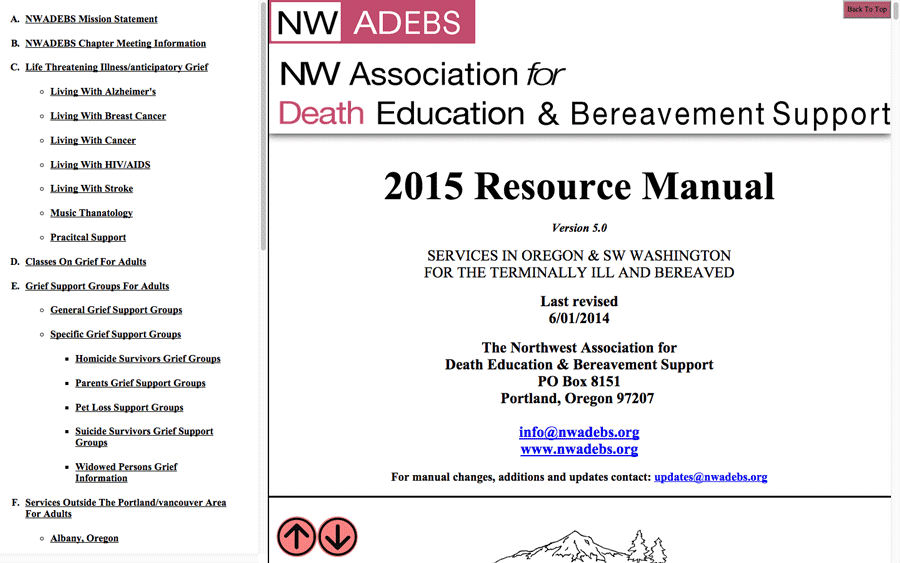 A. NWADEBS Mission Statement
B. NWADEBS Chapter Meeting Information
C. Life Threatening Illness/anticipatory Grief
Living With Alzheimer's
Living With Breast Cancer
Living With Cancer
Living With HIV/AIDS
Living With Stroke
Music Thanatology
Pracitcal Support
D. Classes On Grief For Adults
E. Grief Support Groups For Adults
General Grief Support Groups
Specific Grief Support Groups
Homicide Survivors Grief Groups
Parents Grief Support Groups
Pet Loss Support Groups
Suicide Survivors Grief Support
Groups
Widowed Persons Grief
Information
F. Services Outside The Portland/vancouver Area
For Adults
Albany, Oregon
NW ADEBS
Back To Top
NW Association for
Death Education & Bereavement Support
2015 Resource Manual
Version 5.0
SERVICES IN OREGON & SW WASHINGTON
FOR THE TERMINALLY ILL AND BEREAVED
Last revised
6/01/2014
The Northwest Association for
Death Education & Bereavement Support
PO Box 8151
Portland, Oregon 97207
info@nwadebs.org
www.nwadebs.org
For manual changes, additions and updates contact: updates@nwadebs.org